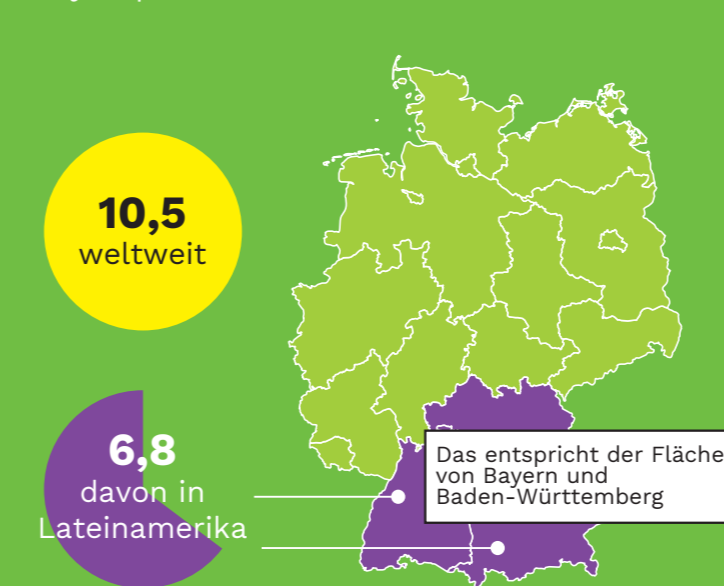 10,5
weltweit
6,8
davon in
Lateinamerika
Das entspricht der Fläche
von Bayern und
Baden-Württemberg